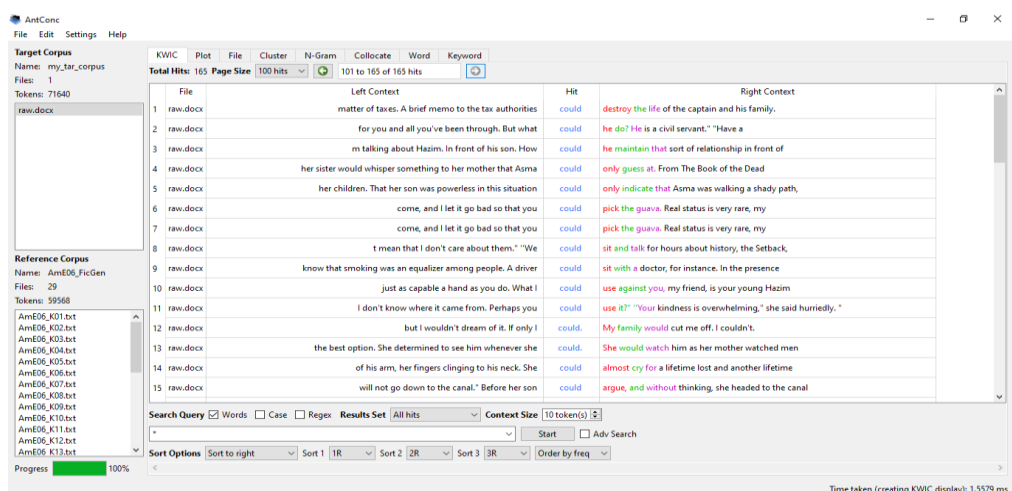 AntConc
File Edit Settings Help
Target Corpus
Name: my_tar_corpus
Files: 1
Tokens: 71640
raw.docx
Reference Corpus
Name: AmE06_FicGen
Files: 29
Tokens: 59568
AmE06_K01.txt
AmE06_K02.txt
AmE06_K03.txt
AmE06_K04.txt
AmE06_K05.txt
AmE06_K06.txt
AmE06_K07.txt
AmE06_K08.txt
AmE06_K09.txt
AmE06_K10.txt
AmE06_K11.txt
AmE06_K12.txt
AmE06_K13.txt
Progress 100%
KWIC Plot File Cluster N-Gram Collocate Word Keyword
Total Hits: 165 Page Size 100 hits 101 to 165 of 165 hits
File Left Context Hit Right Context
1 raw.docx matter of taxes. A brief memo to the tax authorities could destroy the life of the captain and his family.
2 raw.docx for you and all you've been through. But what could he do? He is a civil servant." "Have a
3 raw.docx m talking about Hazim. In front of his son. How could he maintain that sort of relationship in front of
4 raw.docx her sister would whisper something to her mother that Asma could only guess at. From The Book of the Dead
5 raw.docx her children. That her son was powerless in this situation could only indicate that Asma was walking a shady path,
6 raw.docx come, and I let it go bad so that you could pick the guava. Real status is very rare, my
7 raw.docx come, and I let it go bad so that you could pick the guava. Real status is very rare, my
8 raw.docx t mean that I don't care about them." "We could sit and talk for hours about history, the Setback,
9 raw.docx know that smoking was an equalizer among people. A driver could sit with a doctor, for instance. In the presence
10 raw.docx just as capable a hand as you do. What I could use against you, my friend, is your young Hazim
11 raw.docx I don't know where it came from. Perhaps you could use it?" "Your kindness is overwhelming," she said hurriedly. "
12 raw.docx but I wouldn't dream of it. If only I could. My family would cut me off. I couldn't.
13 raw.docx the best option. She determined to see him whenever she could. She would watch him as her mother watched men
14 raw.docx of his arm, her fingers clinging to his neck. She could almost cry for a lifetime lost and another lifetime
15 raw.docx will not go down to the canal." Before her son could argue, and without thinking, she headed to the canal
Search Query Words Case Regex Results Set All hits Context Size 10 token(s)
* Start Adv Search
Sort Options Sort to right Sort 1 1R Sort 2 2R Sort 3 3R Order by freq
Time taken (creating KWIC display): 1.5579 ms